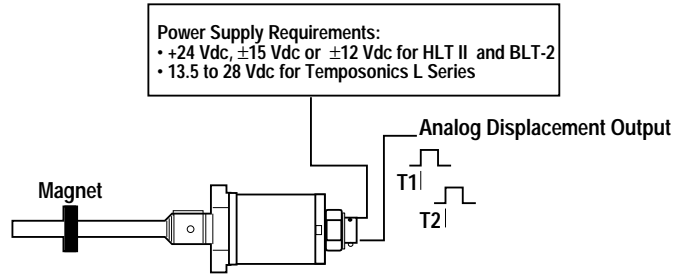 Power Supply Requirements:
• +24 Vdc, ±15 Vdc or ±12 Vdc for HLT II and BLT-2
• 13.5 to 28 Vdc for Temposonics L Series
Analog Displacement Output
T1
Magnet
T2